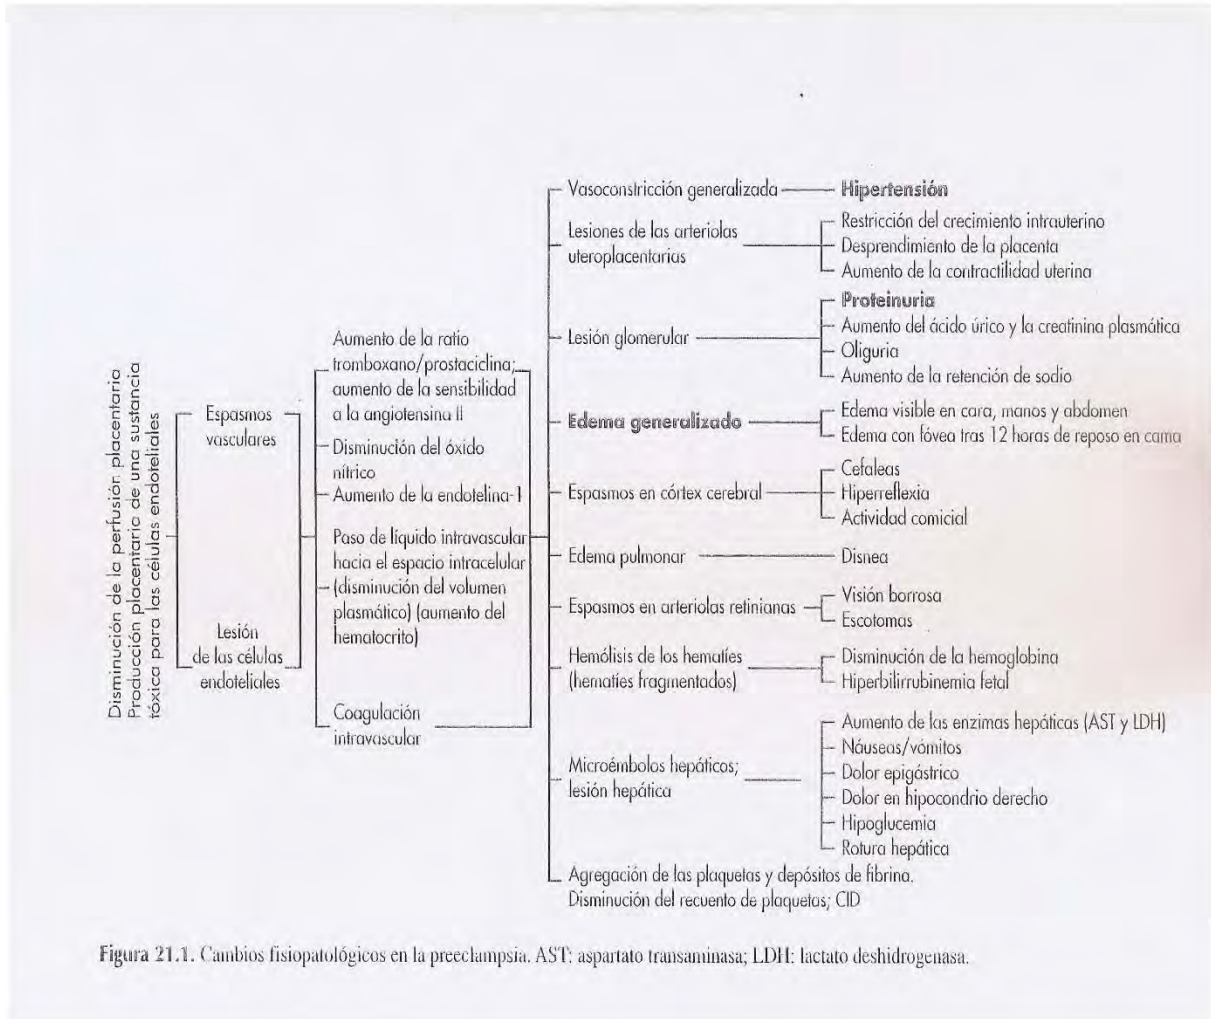 Disminución de la perfusión placentaria
Producción placentaria de una sustancia
tóxica para las células endoteliales
Espasmos
vasculares
Lesión
de las células
endoteliales
Aumento de la ratio
tromboxano/prostaciclina;
aumento de la sensibilidad
a la angiotensina II
Disminución del óxido
nítrico
Aumento de la endotelina-1
Paso de líquido intravascular
hacia el espacio intracelular
(disminución del volumen
plasmático) (aumento del
hematocrito)
Coagulación
intravascular
Vasoconstricción generalizada
Hipertensión
Lesiones de las arteriolas
uteroplacentarias
Restricción del crecimiento intrauterino
Desprendimiento de la placenta
Aumento de la contractilidad uterina
Lesión glomerular
Proteinuria
Aumento del ácido úrico y la creatinina plasmática
Oliguria
Aumento de la retención de sodio
Edema generalizado
Edema visible en cara, manos y abdomen
Edema con fóvea tras 12 horas de reposo en cama
Espasmos en córtex cerebral
Cefaleas
Hiperreflexia
Actividad comicial
Edema pulmonar
Disnea
Espasmos en arteriolas retinianas
Visión borrosa
Escotomas
Hemólisis de los hematíes
(hematíes fragmentados)
Disminución de la hemoglobina
Hiperbilirrubinemia fetal
Microémbolos hepáticos;
lesión hepática
Aumento de las enzimas hepáticas (AST y LDH)
Náuseas/vómitos
Dolor epigástrico
Dolor en hipocondrio derecho
Hipoglucemia
Rotura hepática
Agregación de las plaquetas y depósitos de fibrina.
Disminución del recuento de plaquetas; CID
Figura 21.1. Cambios fisiopatológicos en la preeclampsia. AST: aspartato transaminasa; LDH: lactato deshidrogenasa.